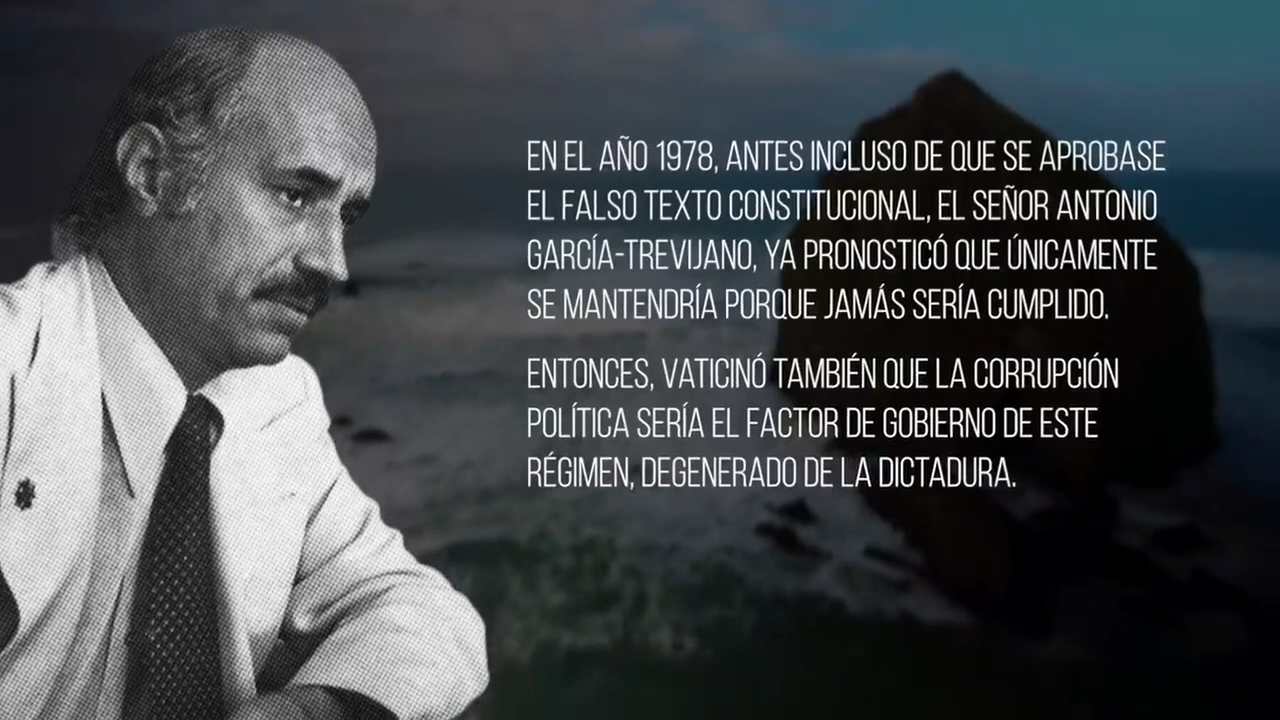 EN EL AÑO 1978, ANTES INCLUSO DE QUE SE APROBASE
EL FALSO TEXTO CONSTITUCIONAL, EL SEÑOR ANTONIO
GARCÍA-TREVIJANO, YA PRONOSTICÓ QUE ÚNICAMENTE
SE MANTENDRÍA PORQUE JAMÁS SERÍA CUMPLIDO.
ENTONCES, VATICINÓ TAMBIÉN QUE LA CORRUPCIÓN
POLÍTICA SERÍA EL FACTOR DE GOBIERNO DE ESTE
RÉGIMEN, DEGENERADO DE LA DICTADURA.